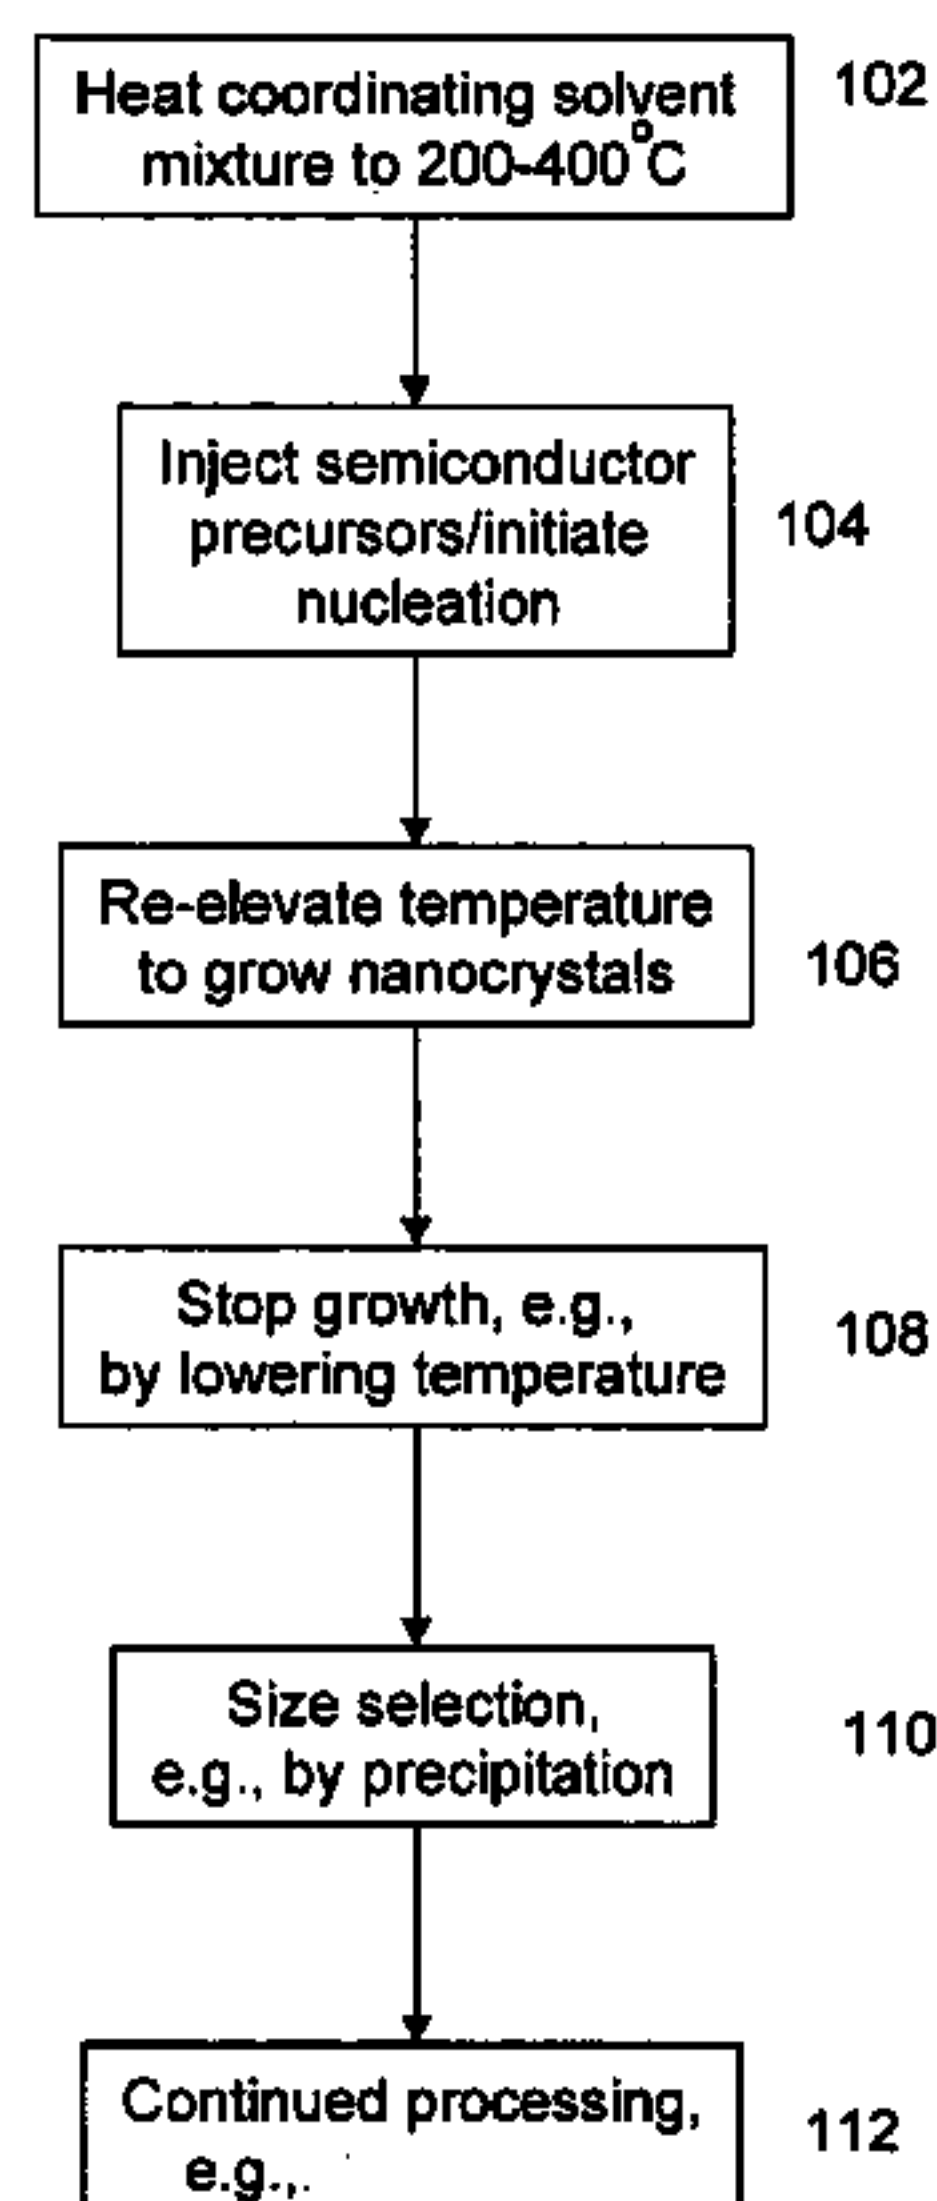 Heat coordinating solvent
mixture to 200-400°C
102
Inject semiconductor
precursors/initiate
nucleation
104
Re-elevate temperature
to grow nanocrystals
106
Stop growth, e.g.,
by lowering temperature
108
Size selection,
e.g., by precipitation
110
Continued processing,
e.g.,.
112